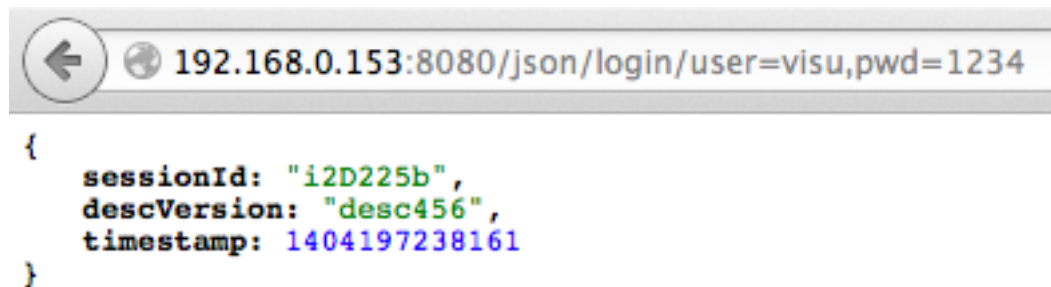 192.168.0.153:8080/json/login/user=visu,pwd=1234
{
sessionId: "i2D225b",
descVersion: "desc456",
timestamp: 1404197238161
}